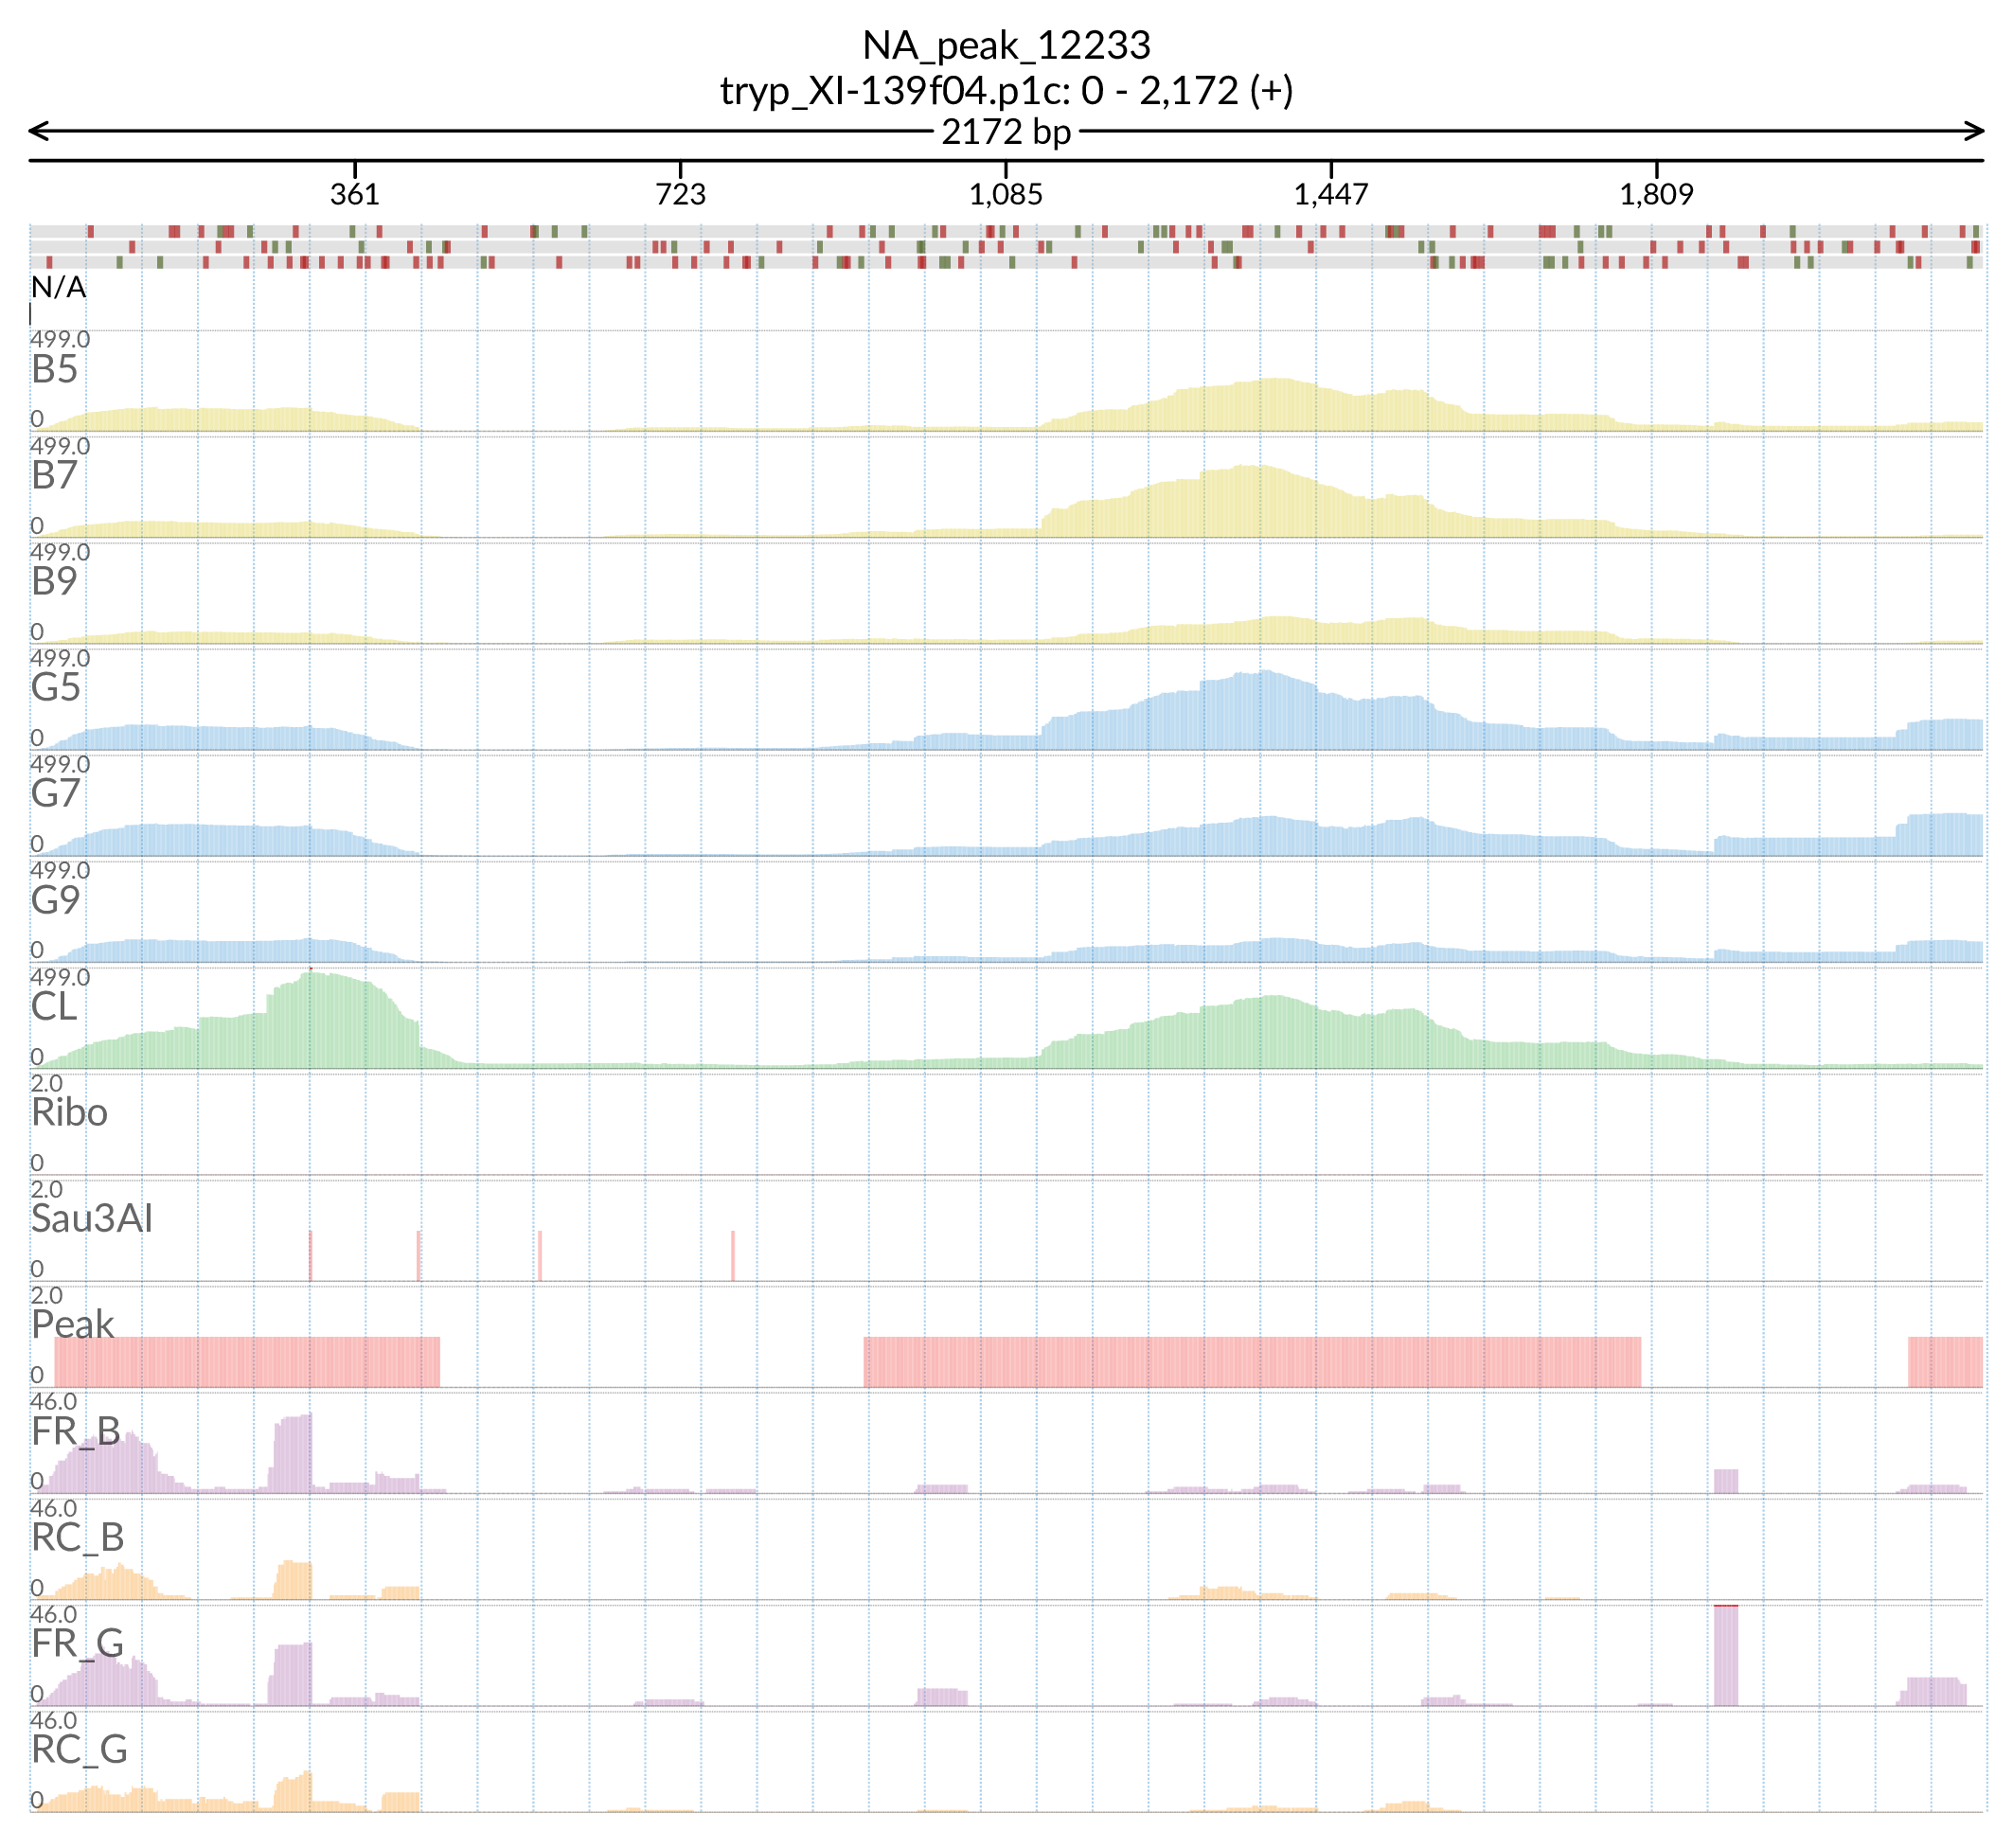 NA_peak_12233
tryp_XI-139f04.p1c: 0 - 2,172 (+)
2172 bp
361 723 1,085 1,447 1,809
N/A
499.0
B5
0
499.0
B7
0
499.0
B9
0
499.0
G5
0
499.0
G7
0
499.0
G9
0
499.0
CL
0
2.0
Ribo
0
2.0
Sau3AI
0
2.0
Peak
0
46.0
FR_B
0
46.0
RC_B
0
46.0
FR_G
0
46.0
RC_G
0